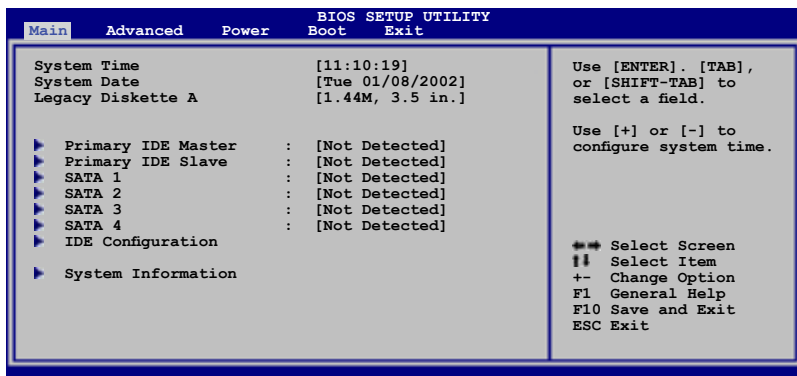 BIOS SETUP UTILITY
Main Advanced Power Boot Exit
System Time [11:10:19]
System Date [Tue 01/08/2002]
Legacy Diskette A [1.44M, 3.5 in.]
Primary IDE Master : [Not Detected]
Primary IDE Slave : [Not Detected]
SATA 1 : [Not Detected]
SATA 2 : [Not Detected]
SATA 3 : [Not Detected]
SATA 4 : [Not Detected]
IDE Configuration
System Information
Use [ENTER]. [TAB],
or [SHIFT-TAB] to
select a field.
Use [+] or [-] to
configure system time.
Select Screen
Select Item
+- Change Option
F1 General Help
F10 Save and Exit
ESC Exit